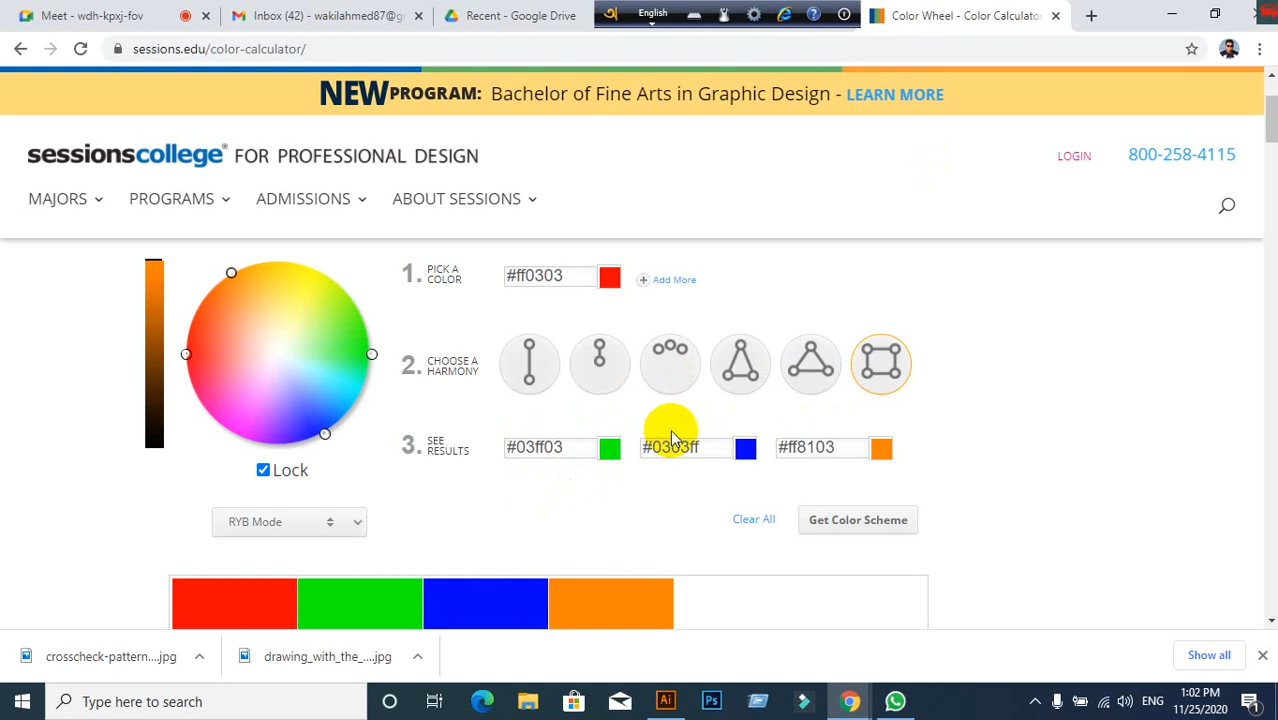 Meet - wdn-kpxj-fov
Inbox (42) - wakilahmed87@g
Recent - Google Drive
English
Color Wheel - Color Calculator
sessions.edu/color-calculator/
NEW PROGRAM: Bachelor of Fine Arts in Graphic Design - LEARN MORE
sessionscollege® FOR PROFESSIONAL DESIGN
LOGIN
800-258-4115
MAJORS
PROGRAMS
ADMISSIONS
ABOUT SESSIONS
1. PICK A COLOR
#ff0303
Add More
2. CHOOSE A HARMONY
3. SEE RESULTS
#03ff03
#0303ff
#ff8103
Lock
RYB Mode
Clear All
Get Color Scheme
crosscheck-pattern....jpg
drawing_with_the_....jpg
Show all
Type here to search
Ai
Ps
ENG
1:02 PM
11/25/2020